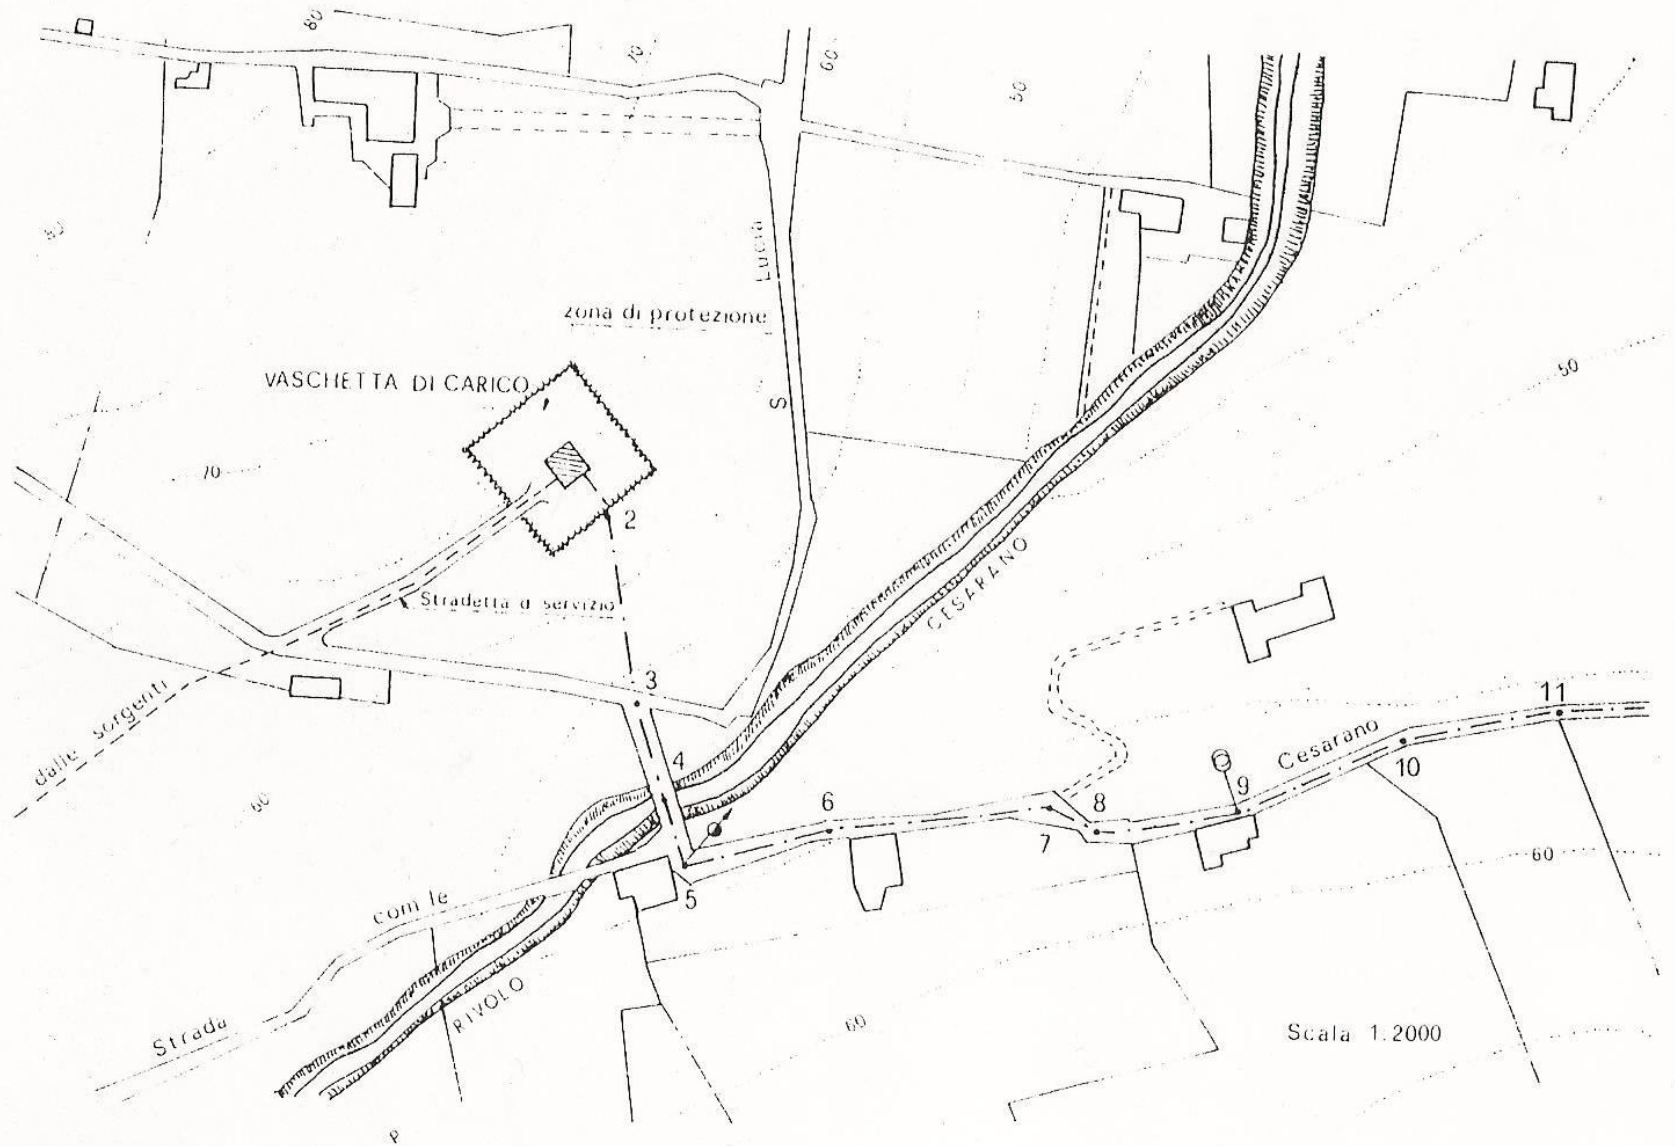 80
70
60
50
80
S. Lucia
zona di protezione
VASCHETTA DI CARICO
50
70
2
CESARANO
Stradetta d servizio
3
11
dalle sorgenti
4
Cesarano
10
60
6
8
9
7
60
5
com le
RIVOLO
60
Strada
Scala 1:2000
P